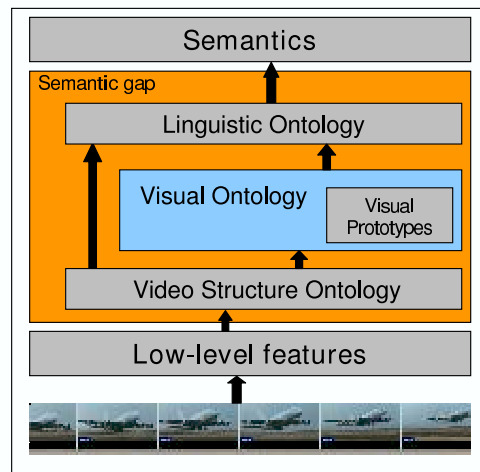 Semantics
Semantic gap
Linguistic Ontology
Visual Ontology
Visual
Prototypes
Video Structure Ontology
Low-level features